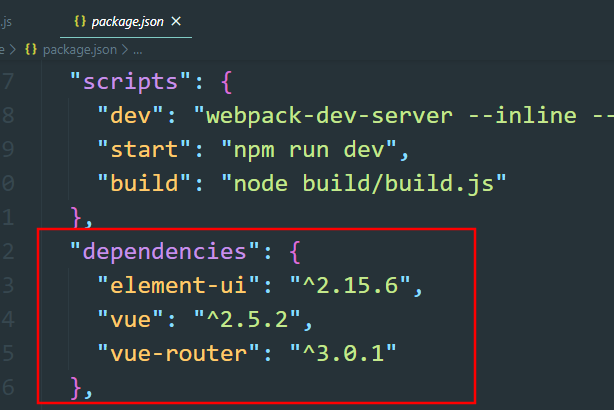 .js
{} package.json ×
e > {} package.json > ...
7 "scripts": {
8 "dev": "webpack-dev-server --inline --
9 "start": "npm run dev",
0 "build": "node build/build.js"
1 },
2 "dependencies": {
3 "element-ui": "^2.15.6",
4 "vue": "^2.5.2",
5 "vue-router": "^3.0.1"
6 },